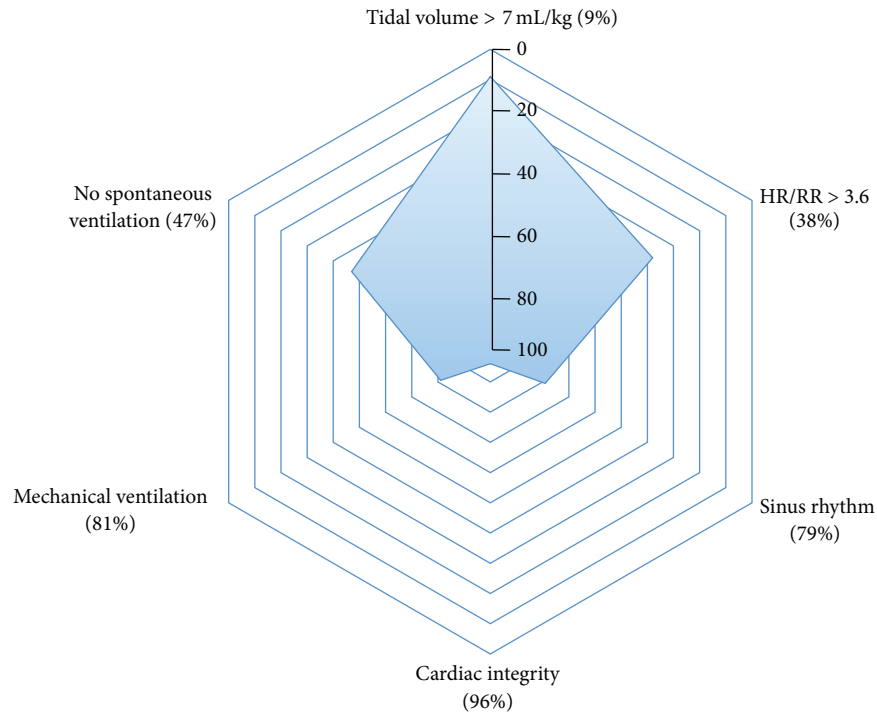 Tidal volume > 7 mL/kg (9%)
0
20
40
60
80
100
No spontaneous
ventilation (47%)
HR/RR > 3.6
(38%)
Mechanical ventilation
(81%)
Sinus rhythm
(79%)
Cardiac integrity
(96%)